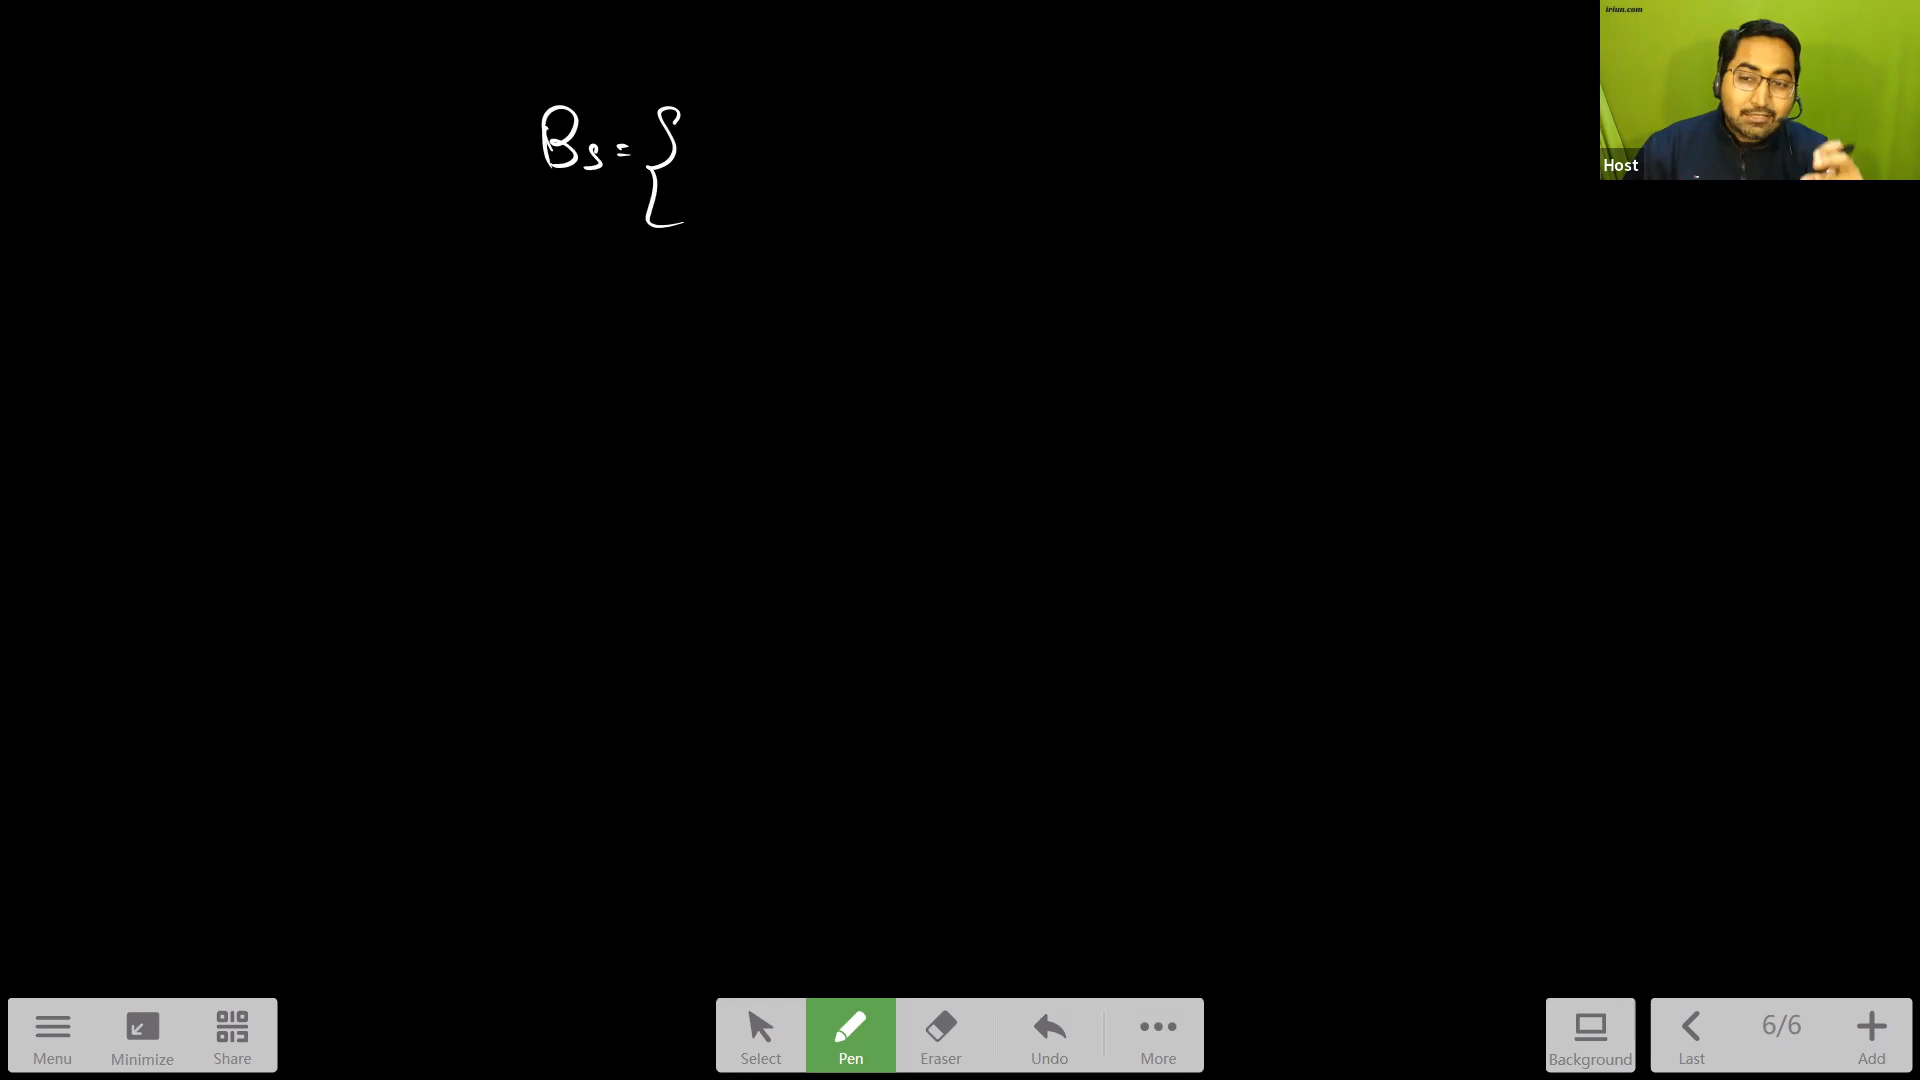 iriun.com
Bs = {
Host
Menu
Minimize
Share
Select
Pen
Eraser
Undo
More
Background
Last
6/6
Add